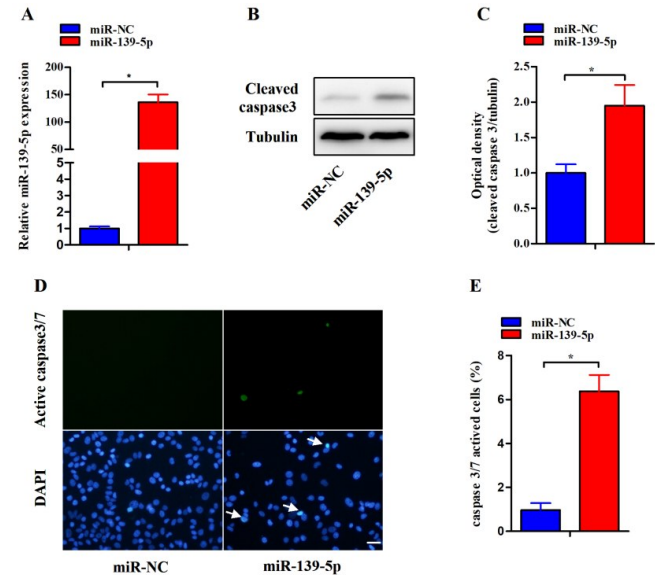 A
miR-NC
miR-139-5p
Relative miR-139-5p expression
200
150
100
50
5
4
3
2
1
0
*
B
Cleaved
caspase3
Tubulin
miR-NC
miR-139-5p
C
miR-NC
miR-139-5p
Optical density
(cleaved caspase 3/tubulin)
2.5
2.0
1.5
1.0
0.5
0.0
*
D
Active caspase3/7
DAPI
miR-NC
miR-139-5p
E
miR-NC
miR-139-5p
caspase 3/7 actived cells (%)
8
6
4
2
0
*